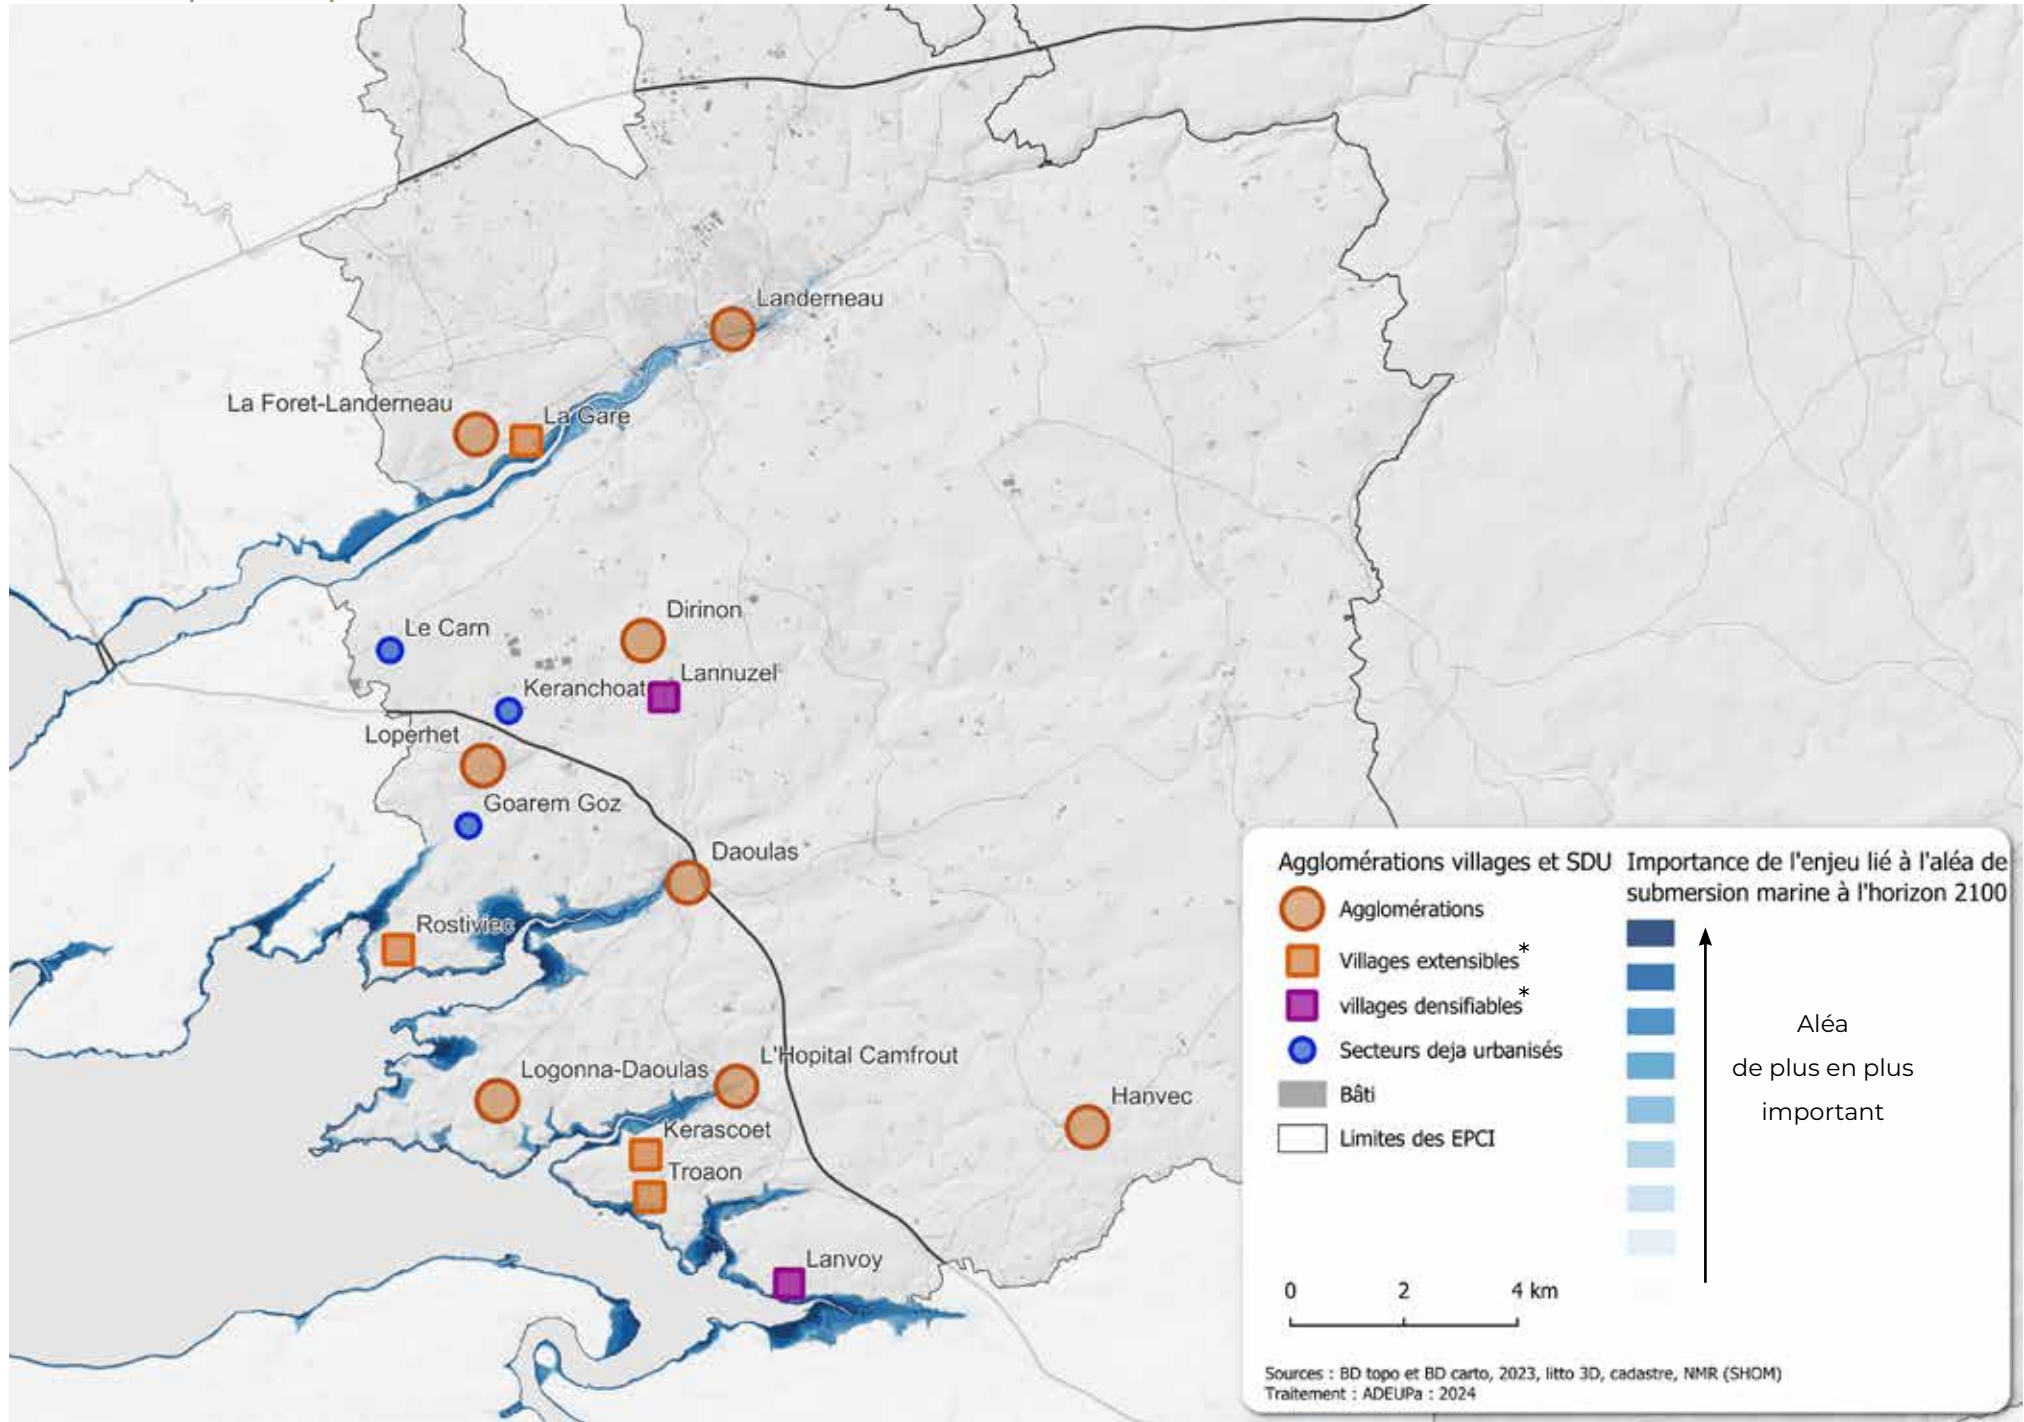 Landerneau
La Foret-Landerneau
La Gare
Dirinon
Le Carn
Lannuzel
Keranchoat
Loperhet
Goarem Goz
Daoulas
Rostiviec
L'Hopital Camfrout
Logonna-Daoulas
Hanvec
Kerascoet
Troaon
Lanvoy
Agglomérations villages et SDU
Agglomérations
Villages extensibles*
villages densifiables*
Secteurs deja urbanisés
Bâti
Limites des EPCI
Importance de l'enjeu lié à l'aléa de
submersion marine à l'horizon 2100
Aléa
de plus en plus
important
0 2 4 km
Sources : BD topo et BD carto, 2023, litto 3D, cadastre, NMR (SHOM)
Traitement : ADEUPa : 2024